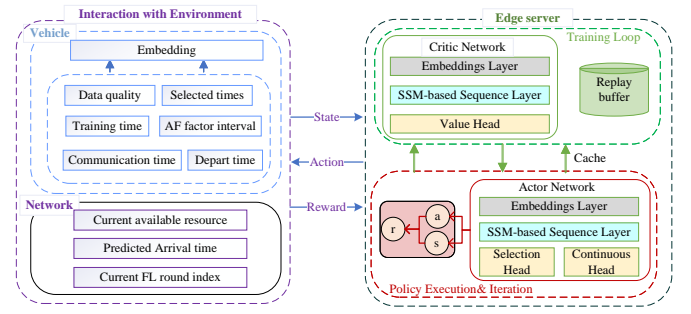 Interaction with Environment
Vehicle
Embedding
Data quality
Selected times
Training time
AF factor interval
Communication time
Depart time
Network
Current available resource
Predicted Arrival time
Current FL round index
State
Action
Reward
Edge server
Training Loop
Critic Network
Embeddings Layer
SSM-based Sequence Layer
Value Head
Replay
buffer
Cache
Actor Network
Embeddings Layer
SSM-based Sequence Layer
Selection
Head
Continuous
Head
r
a
s
Policy Execution& Iteration